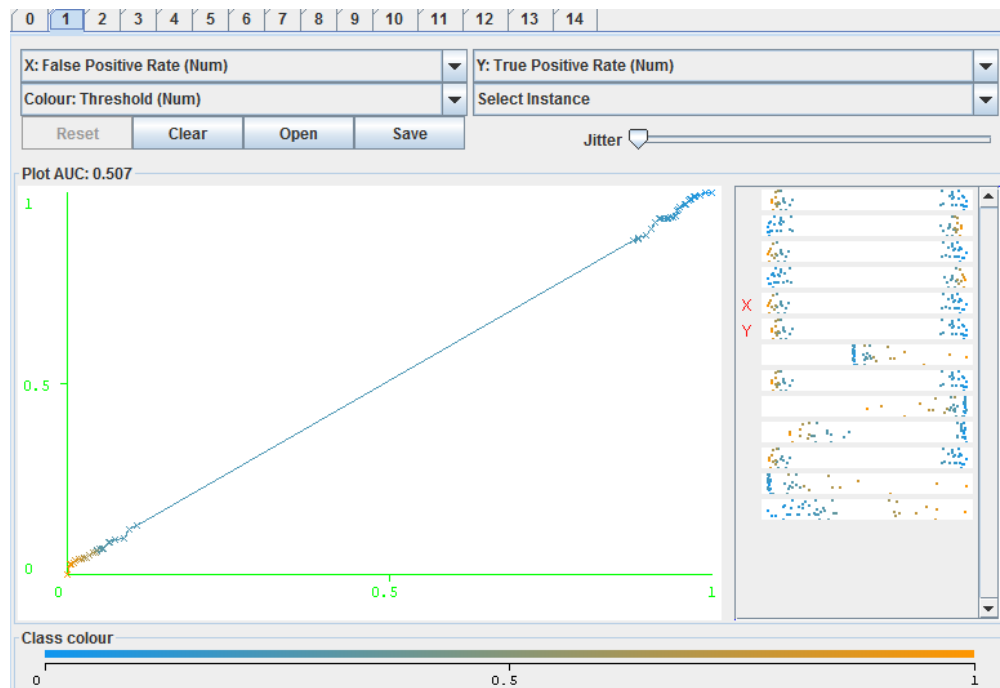 0 1 2 3 4 5 6 7 8 9 10 11 12 13 14
X: False Positive Rate (Num) Y: True Positive Rate (Num)
Colour: Threshold (Num) Select Instance
Reset Clear Open Save Jitter
Plot AUC: 0.507
1
0.5
0
0 0.5 1
X
Y
Class colour
0 0.5 1